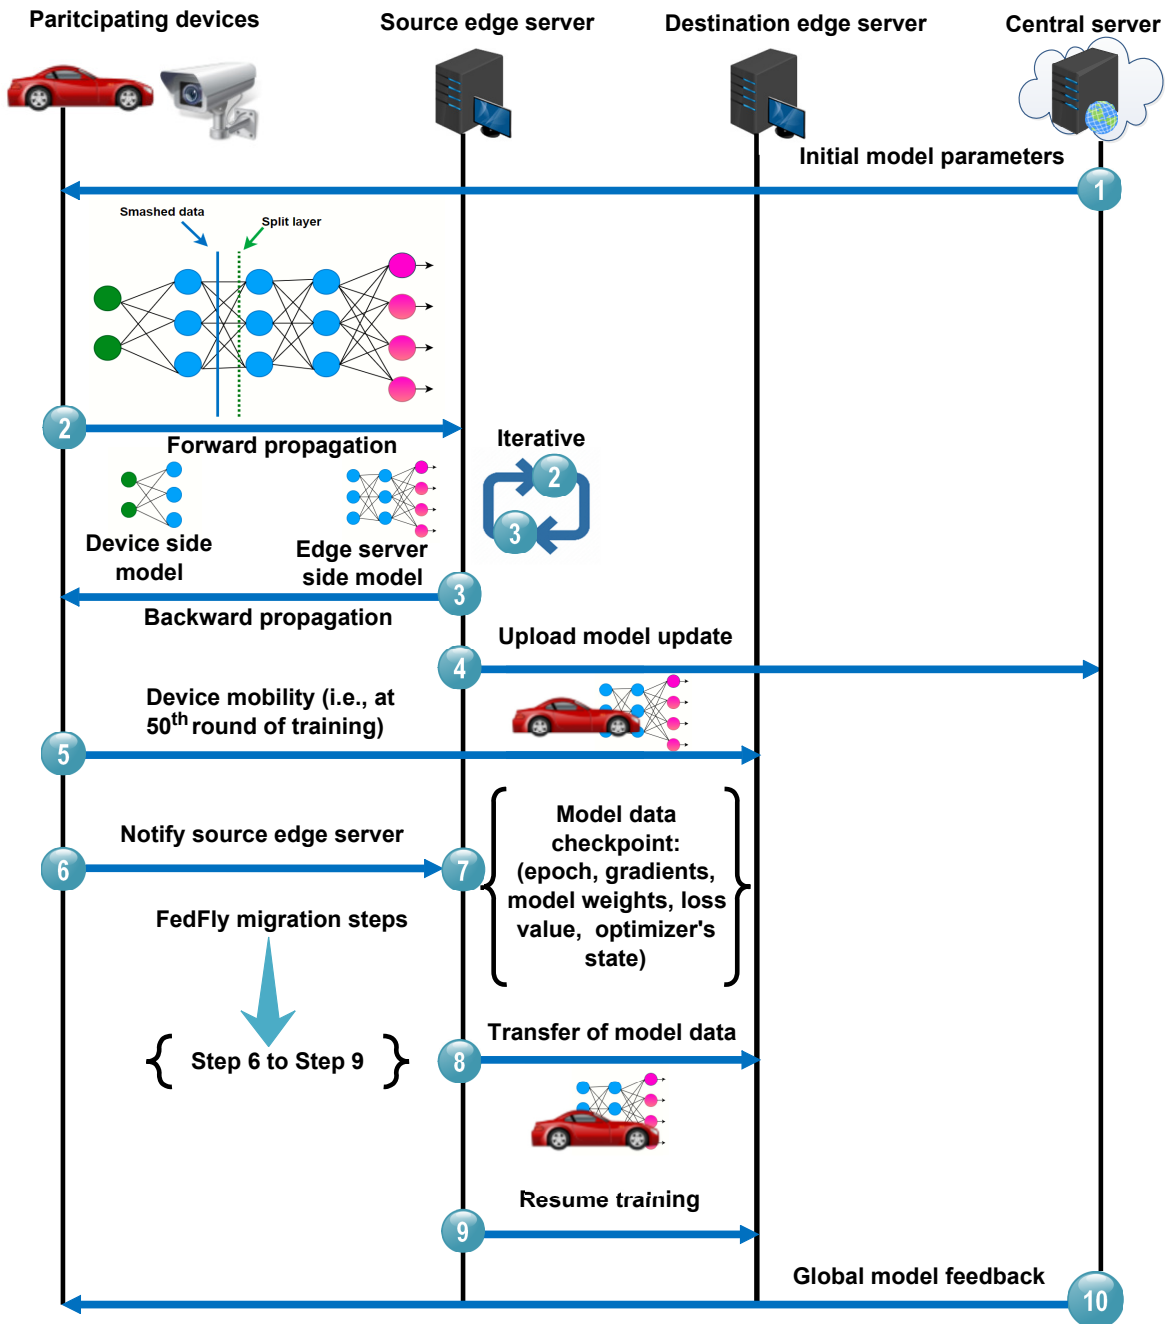 Paritcipating devices
Source edge server
Destination edge server
Central server
Initial model parameters
1
Smashed data
Split layer
2
Forward propagation
Iterative
2
3
Device side
model
Edge server
side model
3
Backward propagation
4
Upload model update
Device mobility (i.e., at
50th round of training)
5
Notify source edge server
6
7
Model data
checkpoint:
(epoch, gradients,
model weights, loss
value, optimizer's
state)
FedFly migration steps
Step 6 to Step 9
8
Transfer of model data
Resume training
9
Global model feedback
10